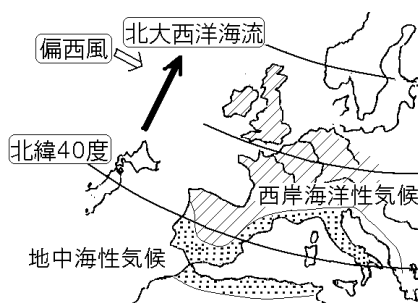 北大西洋海流
偏西風
北緯40度
西岸海洋性気候
地中海性気候